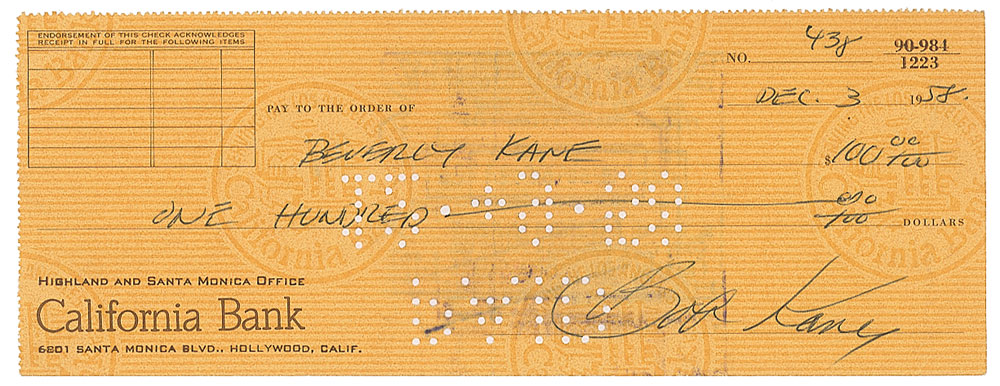 ENDORSEMENT OF THIS CHECK ACKNOWLEDGES
RECEIPT IN FULL FOR THE FOLLOWING ITEMS
NO. 438
90-984
1223
DEC. 3 1958.
PAY TO THE ORDER OF
BEVERLY KANE $100 00/100
ONE HUNDRED 00/100 DOLLARS
HIGHLAND AND SANTA MONICA OFFICE
California Bank
6801 SANTA MONICA BLVD., HOLLYWOOD, CALIF.
Bob Kane